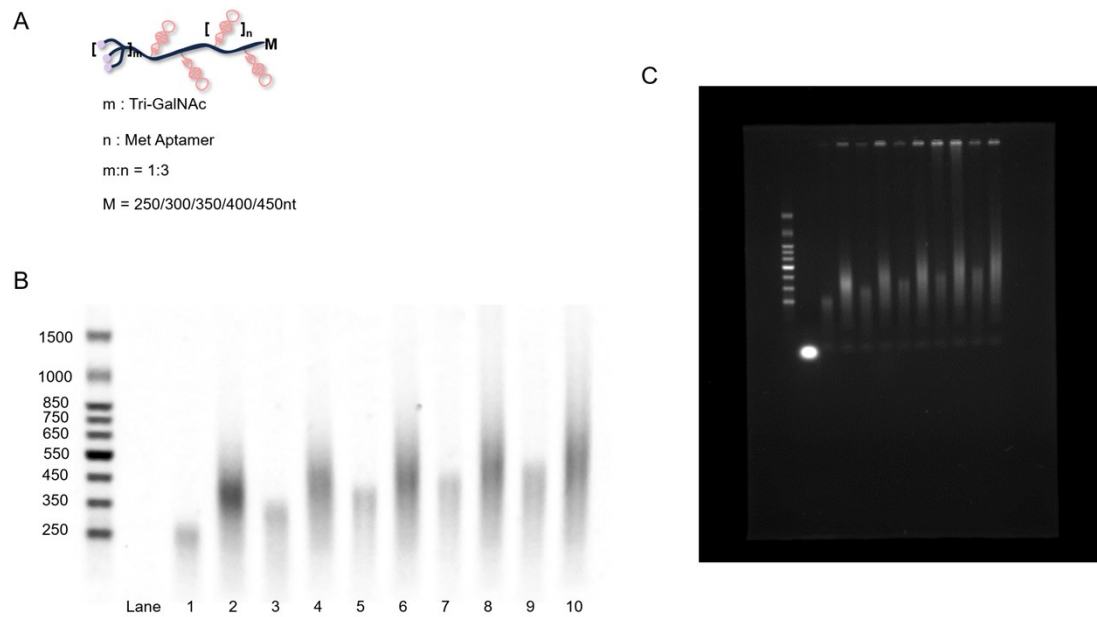 A
[ ]m [ ]n M
m : Tri-GalNAc
n : Met Aptamer
m:n = 1:3
M = 250/300/350/400/450nt
B
1500
1000
850
750
650
550
450
350
250
Lane 1 2 3 4 5 6 7 8 9 10
C